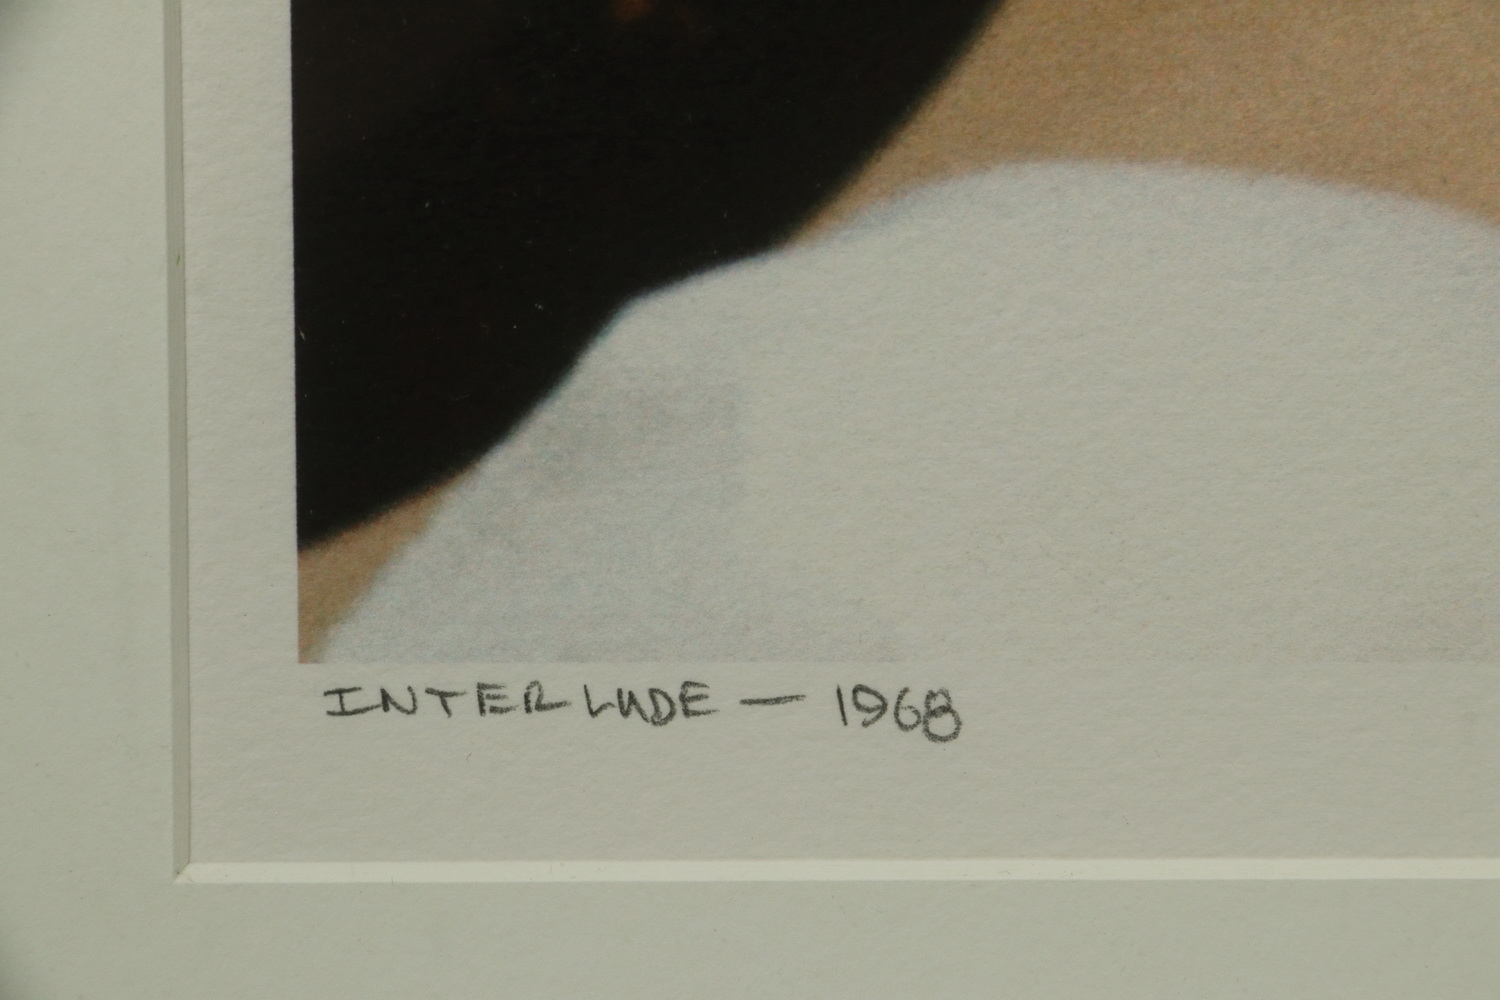 INTERLUDE — 1968